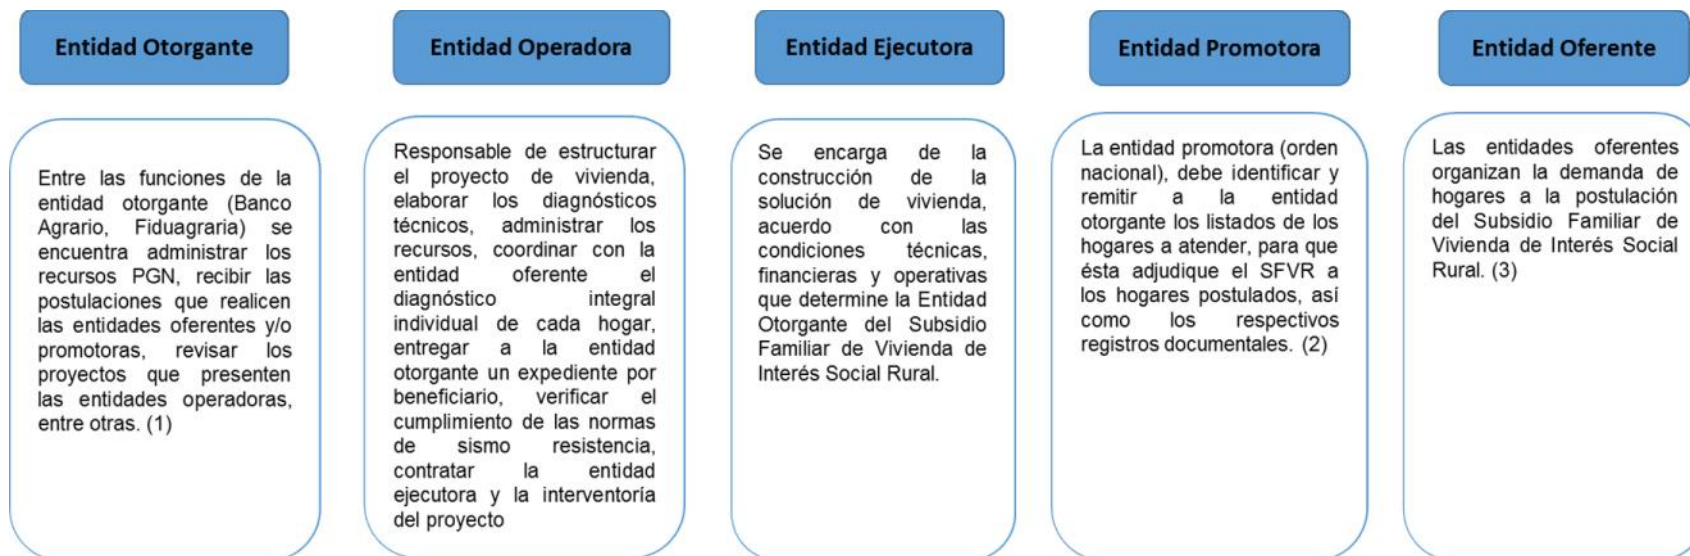 Entidad Otorgante
Entre las funciones de la
entidad otorgante (Banco
Agrario, Fiduagraria) se
encuentra administrar los
recursos PGN, recibir las
postulaciones que realicen
las entidades oferentes y/o
promotoras, revisar los
proyectos que presenten
las entidades operadoras,
entre otras. (1)
Entidad Operadora
Responsable de estructurar
el proyecto de vivienda,
elaborar los diagnósticos
técnicos, administrar los
recursos, coordinar con la
entidad oferente el
diagnóstico integral
individual de cada hogar,
entregar a la entidad
otorgante un expediente por
beneficiario, verificar el
cumplimiento de las normas
de sismo resistencia,
contratar la entidad
ejecutora y la interventoría
del proyecto
Entidad Ejecutora
Se encarga de la
construcción de la
solución de vivienda,
acuerdo con las
condiciones técnicas,
financieras y operativas
que determine la Entidad
Otorgante del Subsidio
Familiar de Vivienda de
Interés Social Rural.
Entidad Promotora
La entidad promotora (orden
nacional), debe identificar y
remitir a la entidad
otorgante los listados de los
hogares a atender, para que
ésta adjudique el SFVR a
los hogares postulados, así
como los respectivos
registros documentales. (2)
Entidad Oferente
Las entidades oferentes
organizan la demanda de
hogares a la postulación
del Subsidio Familiar de
Vivienda de Interés Social
Rural. (3)